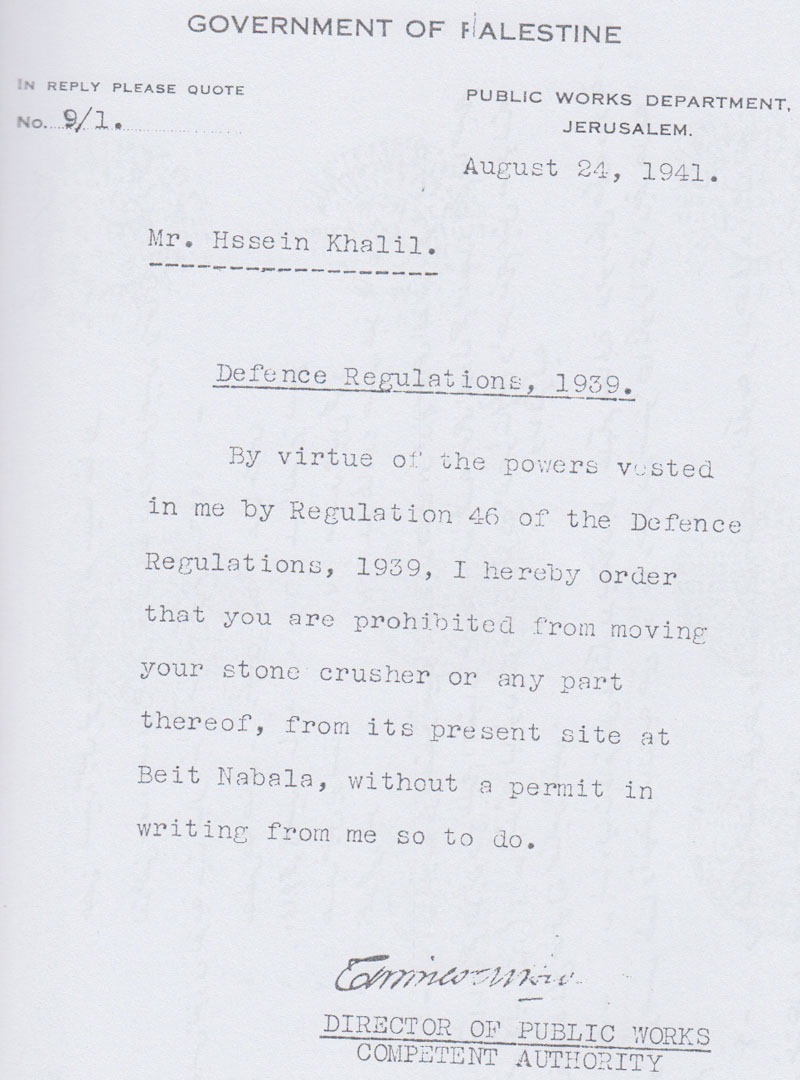 GOVERNMENT OF PALESTINE
IN REPLY PLEASE QUOTE
No. 9/1.
PUBLIC WORKS DEPARTMENT,
JERUSALEM.
August 24, 1941.
Mr. Hssein Khalil.
Defence Regulations, 1939.
By virtue of the powers vested
in me by Regulation 46 of the Defence
Regulations, 1939, I hereby order
that you are prohibited from moving
your stone crusher or any part
thereof, from its present site at
Beit Nabala, without a permit in
writing from me so to do.
DIRECTOR OF PUBLIC WORKS
COMPETENT AUTHORITY